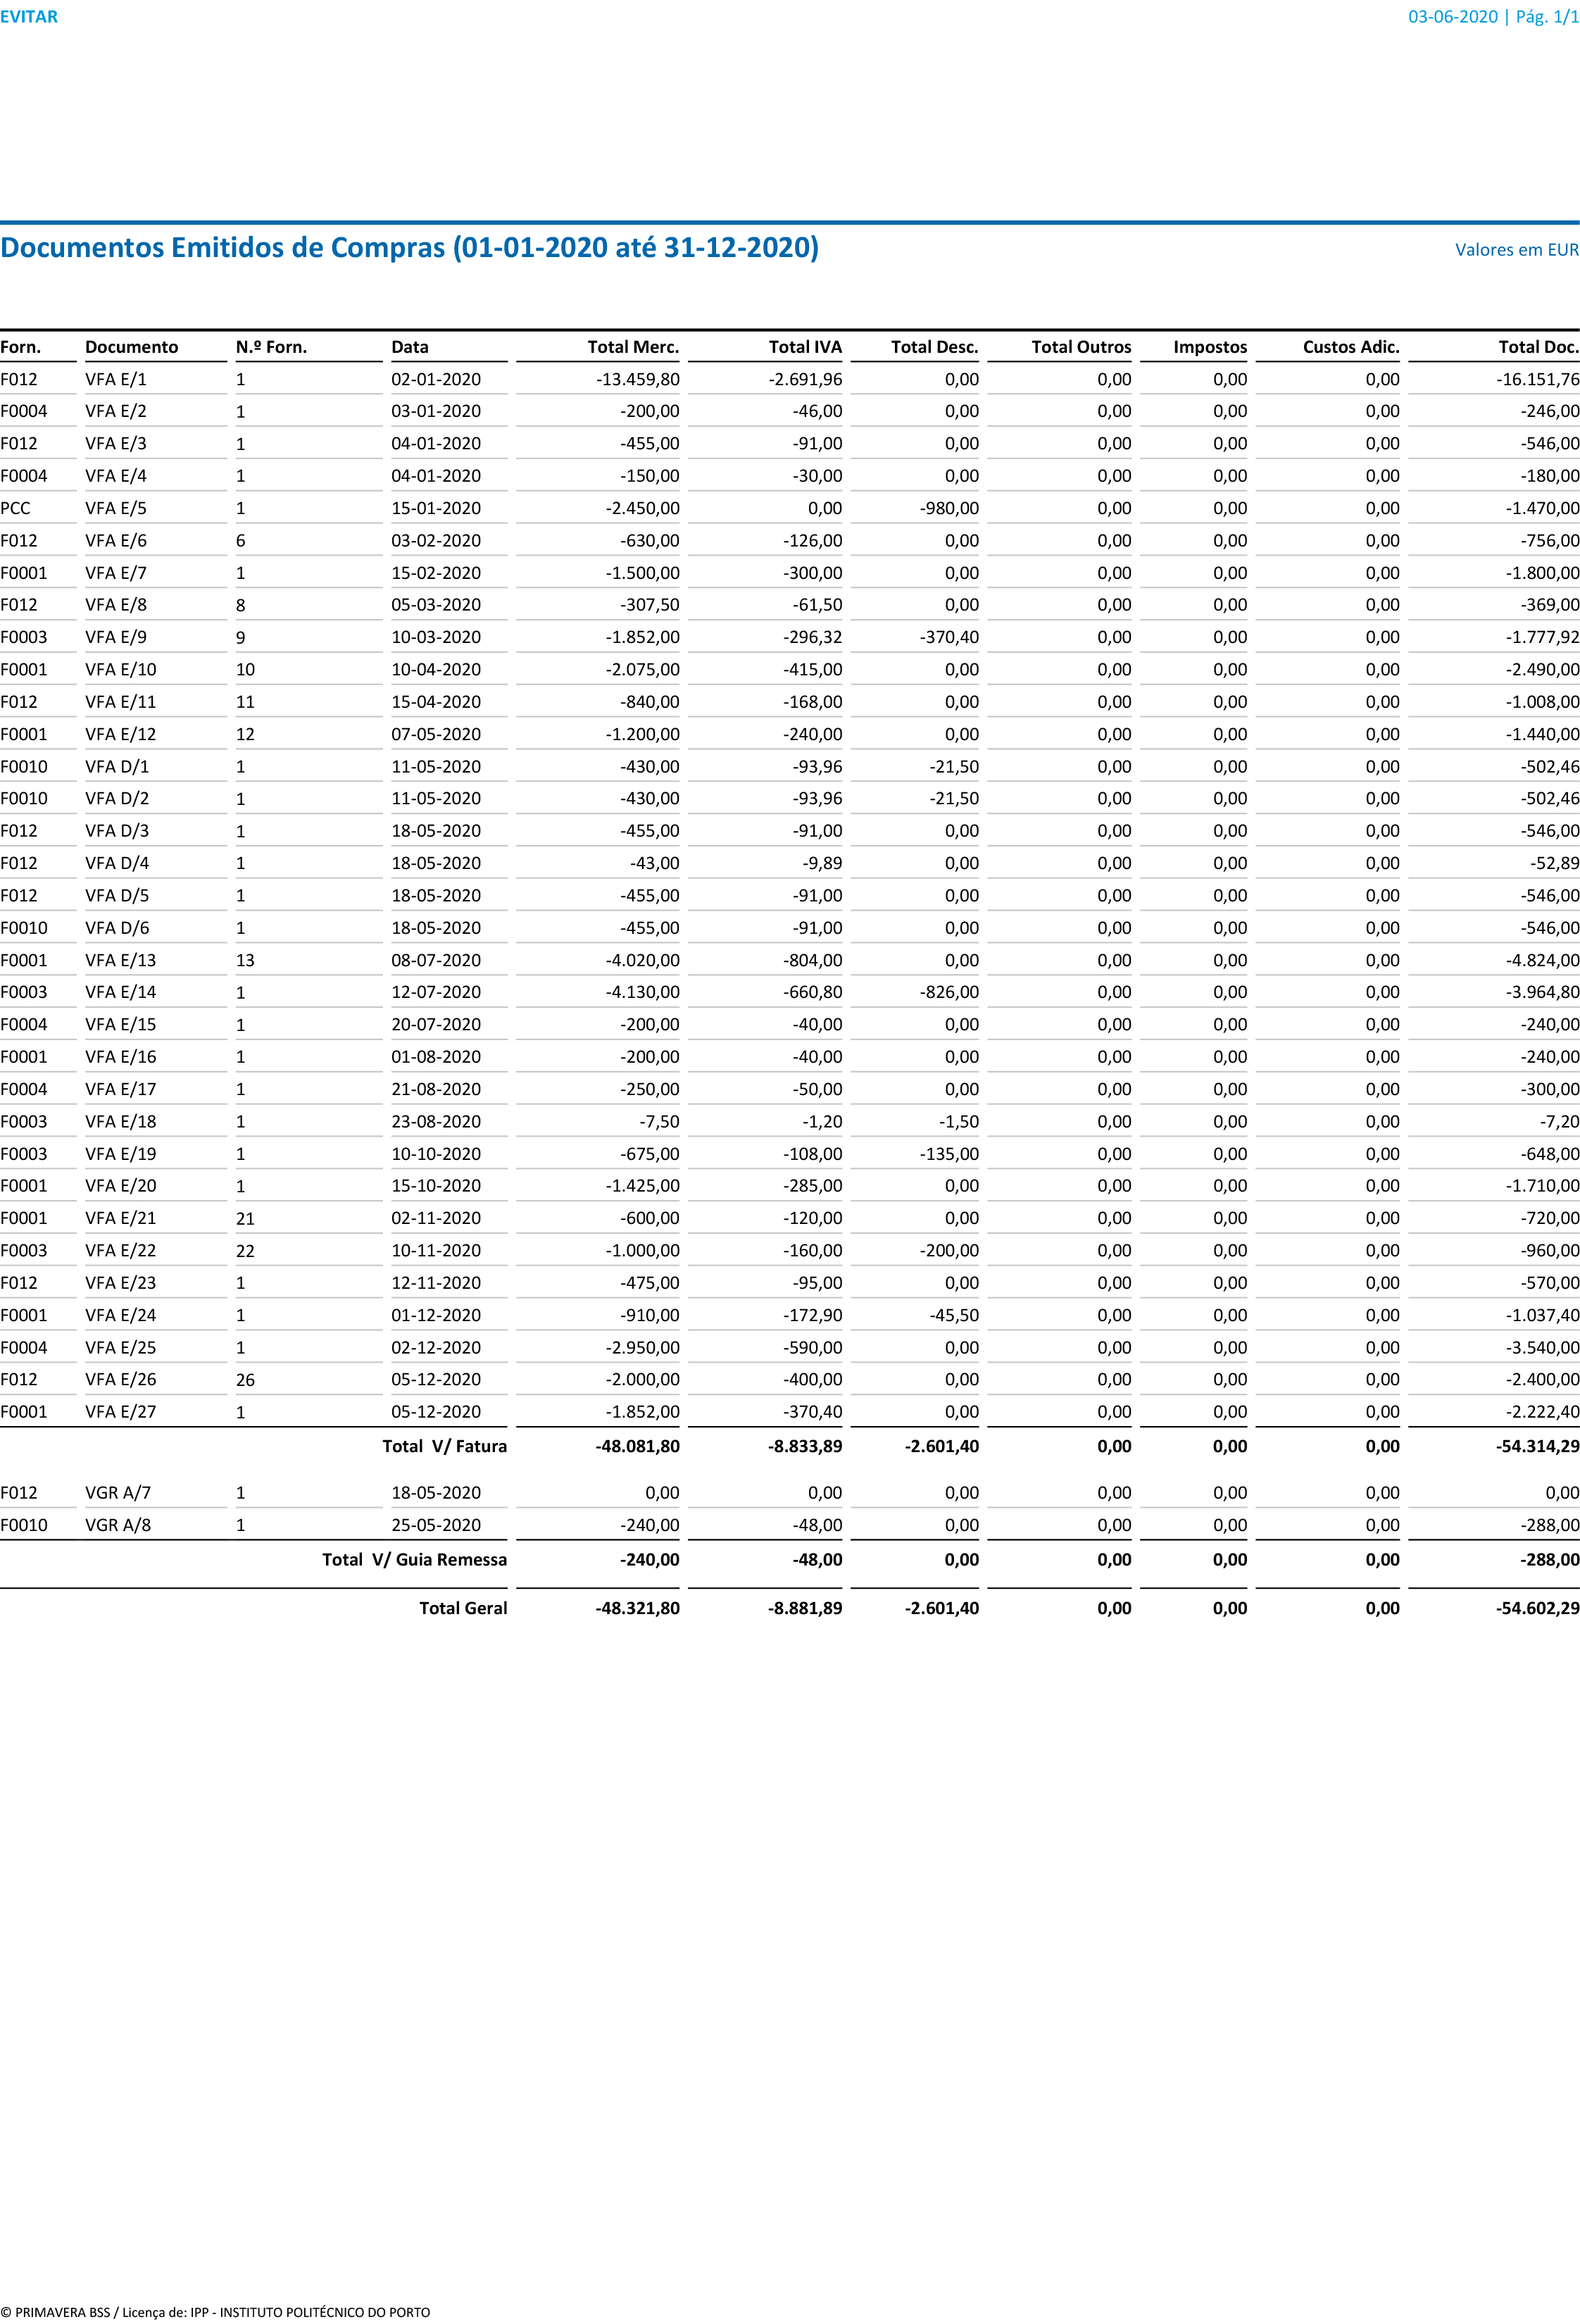 EVITAR 03-06-2020 | Pág. 1/1
Documentos Emitidos de Compras (01-01-2020 até 31-12-2020) Valores em EUR
Forn. Documento N.º Forn. Data Total Merc. Total IVA Total Desc. Total Outros Impostos Custos Adic. Total Doc.
F012 VFA E/1 1 02-01-2020 -13.459,80 -2.691,96 0,00 0,00 0,00 0,00 -16.151,76
F0004 VFA E/2 1 03-01-2020 -200,00 -46,00 0,00 0,00 0,00 0,00 -246,00
F012 VFA E/3 1 04-01-2020 -455,00 -91,00 0,00 0,00 0,00 0,00 -546,00
F0004 VFA E/4 1 04-01-2020 -150,00 -30,00 0,00 0,00 0,00 0,00 -180,00
PCC VFA E/5 1 15-01-2020 -2.450,00 0,00 -980,00 0,00 0,00 0,00 -1.470,00
F012 VFA E/6 6 03-02-2020 -630,00 -126,00 0,00 0,00 0,00 0,00 -756,00
F0001 VFA E/7 1 15-02-2020 -1.500,00 -300,00 0,00 0,00 0,00 0,00 -1.800,00
F012 VFA E/8 8 05-03-2020 -307,50 -61,50 0,00 0,00 0,00 0,00 -369,00
F0003 VFA E/9 9 10-03-2020 -1.852,00 -296,32 -370,40 0,00 0,00 0,00 -1.777,92
F0001 VFA E/10 10 10-04-2020 -2.075,00 -415,00 0,00 0,00 0,00 0,00 -2.490,00
F012 VFA E/11 11 15-04-2020 -840,00 -168,00 0,00 0,00 0,00 0,00 -1.008,00
F0001 VFA E/12 12 07-05-2020 -1.200,00 -240,00 0,00 0,00 0,00 0,00 -1.440,00
F0010 VFA D/1 1 11-05-2020 -430,00 -93,96 -21,50 0,00 0,00 0,00 -502,46
F0010 VFA D/2 1 11-05-2020 -430,00 -93,96 -21,50 0,00 0,00 0,00 -502,46
F012 VFA D/3 1 18-05-2020 -455,00 -91,00 0,00 0,00 0,00 0,00 -546,00
F012 VFA D/4 1 18-05-2020 -43,00 -9,89 0,00 0,00 0,00 0,00 -52,89
F012 VFA D/5 1 18-05-2020 -455,00 -91,00 0,00 0,00 0,00 0,00 -546,00
F0010 VFA D/6 1 18-05-2020 -455,00 -91,00 0,00 0,00 0,00 0,00 -546,00
F0001 VFA E/13 13 08-07-2020 -4.020,00 -804,00 0,00 0,00 0,00 0,00 -4.824,00
F0003 VFA E/14 1 12-07-2020 -4.130,00 -660,80 -826,00 0,00 0,00 0,00 -3.964,80
F0004 VFA E/15 1 20-07-2020 -200,00 -40,00 0,00 0,00 0,00 0,00 -240,00
F0001 VFA E/16 1 01-08-2020 -200,00 -40,00 0,00 0,00 0,00 0,00 -240,00
F0004 VFA E/17 1 21-08-2020 -250,00 -50,00 0,00 0,00 0,00 0,00 -300,00
F0003 VFA E/18 1 23-08-2020 -7,50 -1,20 -1,50 0,00 0,00 0,00 -7,20
F0003 VFA E/19 1 10-10-2020 -675,00 -108,00 -135,00 0,00 0,00 0,00 -648,00
F0001 VFA E/20 1 15-10-2020 -1.425,00 -285,00 0,00 0,00 0,00 0,00 -1.710,00
F0001 VFA E/21 21 02-11-2020 -600,00 -120,00 0,00 0,00 0,00 0,00 -720,00
F0003 VFA E/22 22 10-11-2020 -1.000,00 -160,00 -200,00 0,00 0,00 0,00 -960,00
F012 VFA E/23 1 12-11-2020 -475,00 -95,00 0,00 0,00 0,00 0,00 -570,00
F0001 VFA E/24 1 01-12-2020 -910,00 -172,90 -45,50 0,00 0,00 0,00 -1.037,40
F0004 VFA E/25 1 02-12-2020 -2.950,00 -590,00 0,00 0,00 0,00 0,00 -3.540,00
F012 VFA E/26 26 05-12-2020 -2.000,00 -400,00 0,00 0,00 0,00 0,00 -2.400,00
F0001 VFA E/27 1 05-12-2020 -1.852,00 -370,40 0,00 0,00 0,00 0,00 -2.222,40
Total V/ Fatura -48.081,80 -8.833,89 -2.601,40 0,00 0,00 0,00 -54.314,29
F012 VGR A/7 1 18-05-2020 0,00 0,00 0,00 0,00 0,00 0,00 0,00
F0010 VGR A/8 1 25-05-2020 -240,00 -48,00 0,00 0,00 0,00 0,00 -288,00
Total V/ Guia Remessa -240,00 -48,00 0,00 0,00 0,00 0,00 -288,00
Total Geral -48.321,80 -8.881,89 -2.601,40 0,00 0,00 0,00 -54.602,29
© PRIMAVERA BSS / Licença de: IPP - INSTITUTO POLITÉCNICO DO PORTO